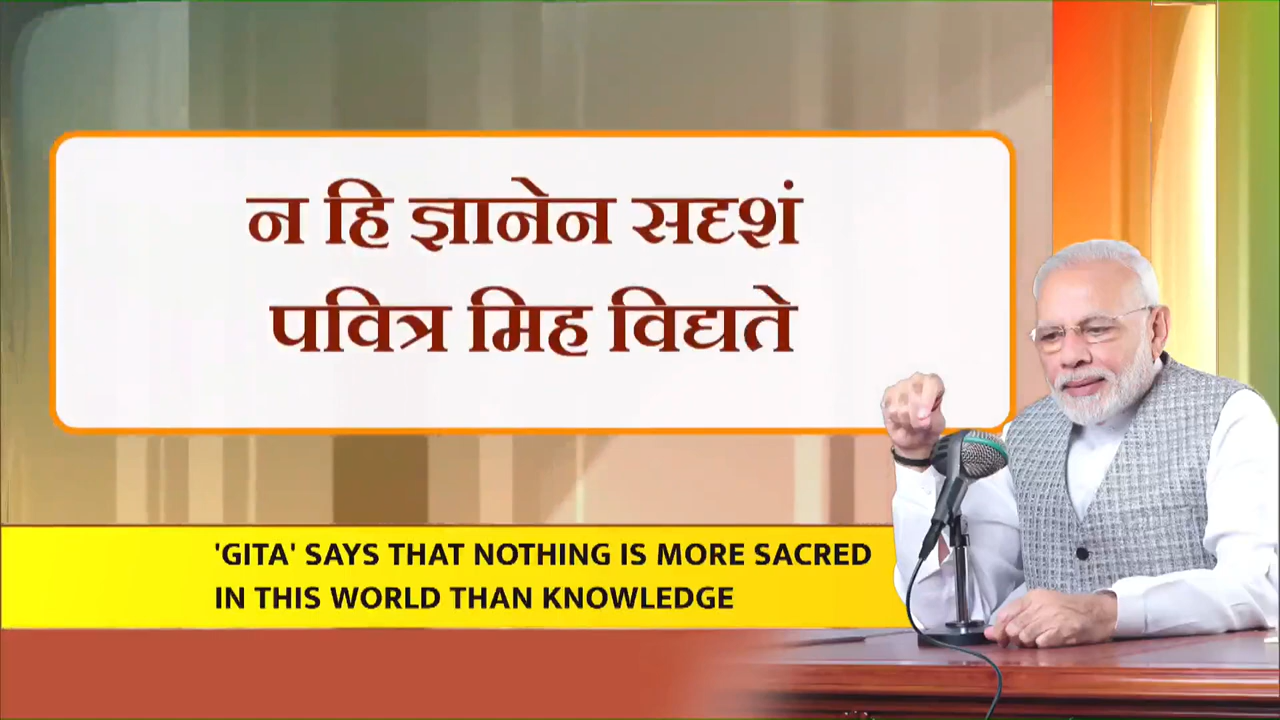 न हि ज्ञानेन सदृशं
पवित्र मिह विद्यते
'GITA' SAYS THAT NOTHING IS MORE SACRED
IN THIS WORLD THAN KNOWLEDGE